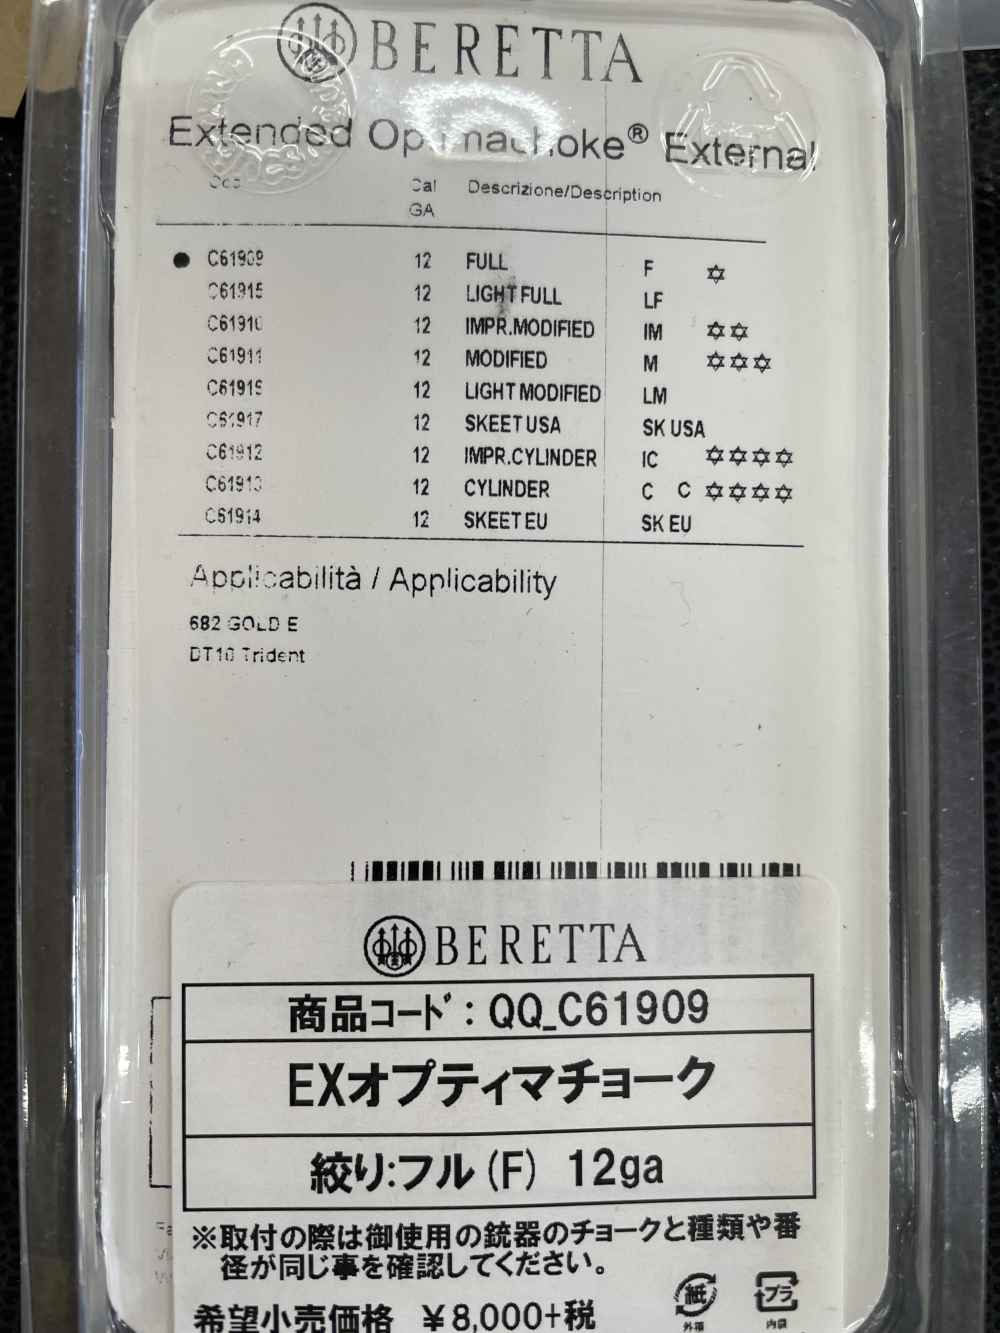 BERETTA
Extended Optimachoke® External
Cal Descrizione/Description
GA
● C61909 12 FULL F ✡
C61915 12 LIGHT FULL LF
C61910 12 IMPR.MODIFIED IM ✡✡
C61911 12 MODIFIED M ✡✡✡
12 LIGHT MODIFIED LM
C61917 12 SKEET USA SK USA
C61912 12 IMPR.CYLINDER IC ✡✡✡✡
C61913 12 CYLINDER C C ✡✡✡✡
C61914 12 SKEET EU SK EU
Applicabilità / Applicability
682 GOLD E
DT10 Trident
BERETTA
商品コード：QQ_C61909
EXオプティマチョーク
絞り:フル (F) 12ga
※取付の際は御使用の銃器のチョークと種類や番
径が同じ事を確認してください。
希望小売価格 ￥8,000+税
紙 プラ
外箱 内袋